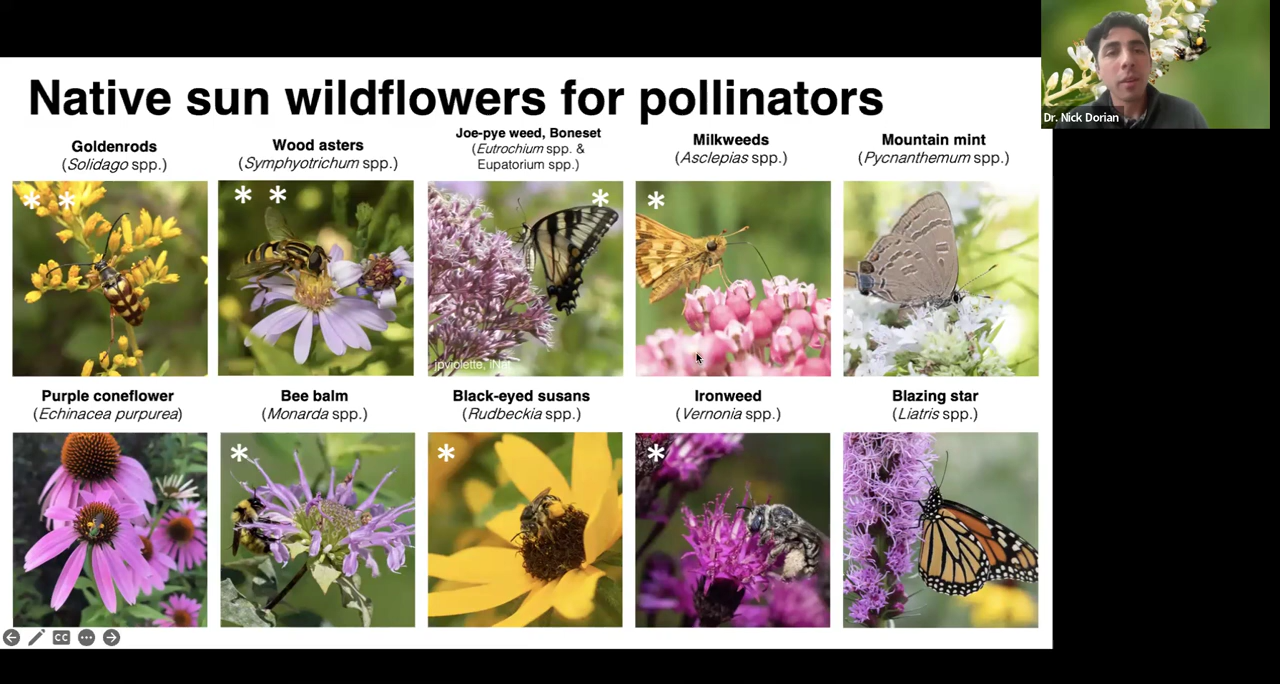 Native sun wildflowers for pollinators
Dr. Nick Dorian
Goldenrods
(Solidago spp.)
Wood asters
(Symphyotrichum spp.)
Joe-pye weed, Boneset
(Eutrochium spp. &
Eupatorium spp.)
Milkweeds
(Asclepias spp.)
Mountain mint
(Pycnanthemum spp.)
* *
* *
*
*
jpviolette, iNat
Purple coneflower
(Echinacea purpurea)
Bee balm
(Monarda spp.)
Black-eyed susans
(Rudbeckia spp.)
Ironweed
(Vernonia spp.)
Blazing star
(Liatris spp.)
*
*
*
CC